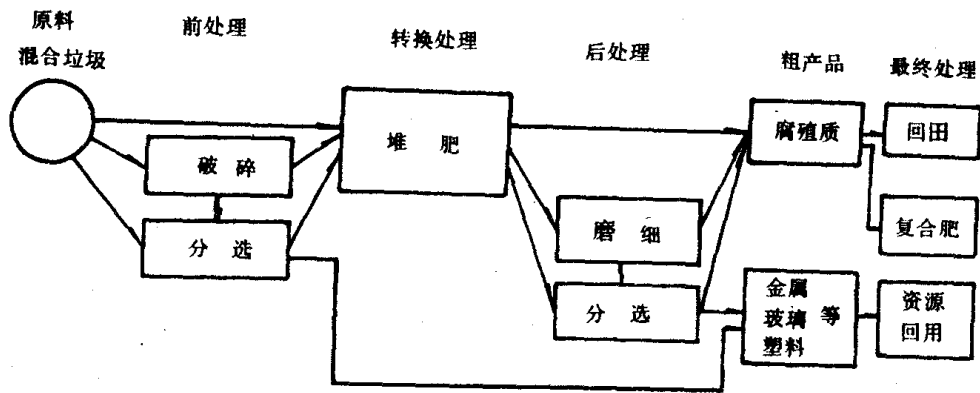 原料
混合垃圾
前处理
转换处理
后处理
粗产品
最终处理
破碎
分选
堆肥
磨细
分选
腐殖质
金属
玻璃等
塑料
回田
复合肥
资源
回用